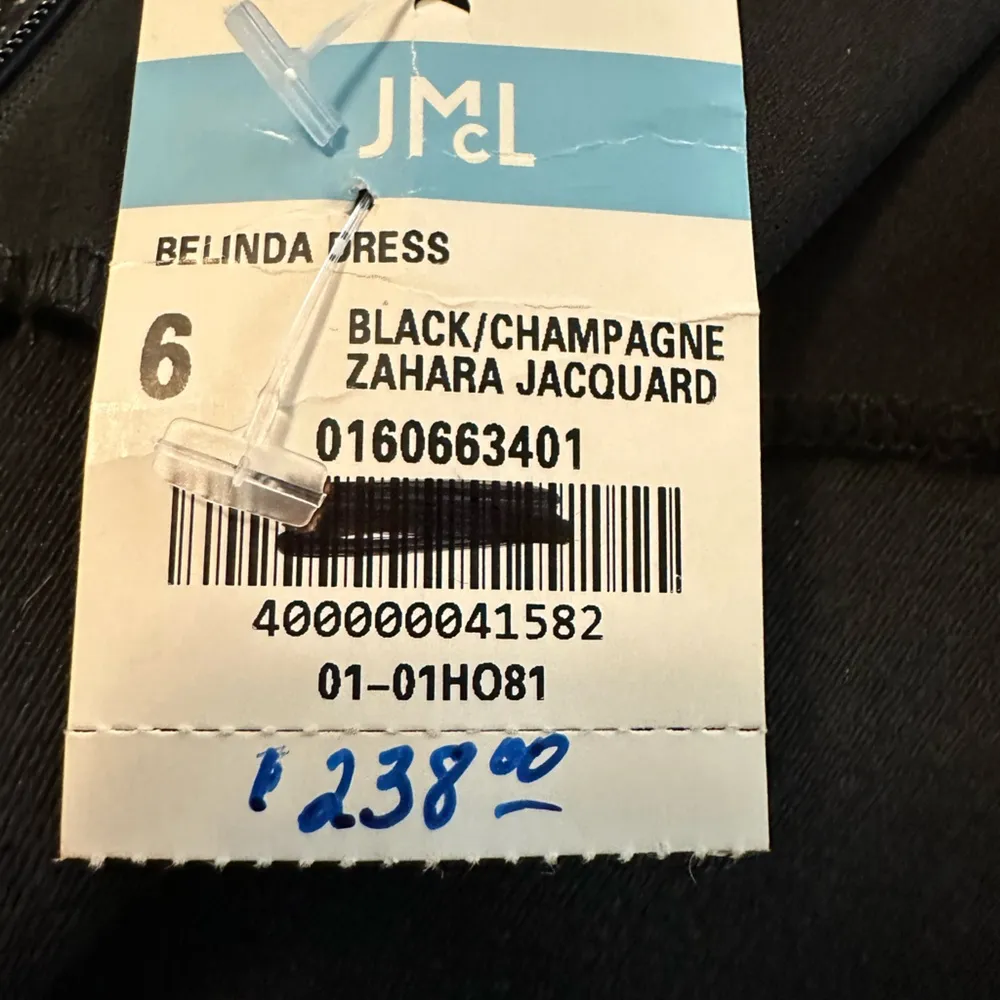 JMcL
BELINDA DRESS
6
BLACK/CHAMPAGNE
ZAHARA JACQUARD
0160663401
400000041582
01-01HO81
$238.00